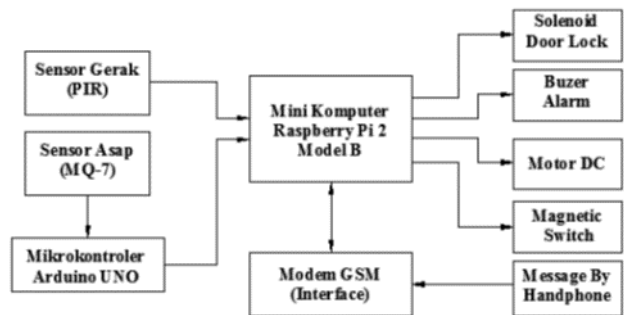 Sensor Gerak
(PIR)
Sensor Asap
(MQ-7)
Mikrokontroler
Arduino UNO
Mini Komputer
Raspberry Pi 2
Model B
Modem GSM
(Interface)
Solenoid
Door Lock
Buzer
Alarm
Motor DC
Magnetic
Switch
Message By
Handphone